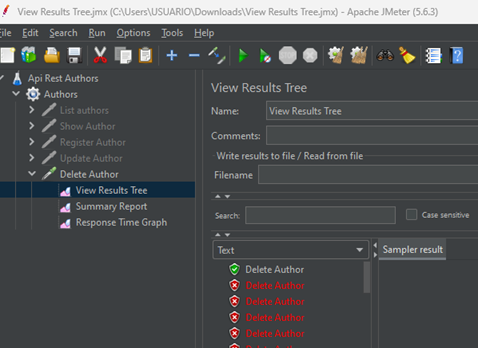 View Results Tree.jmx (C:\Users\USUARIO\Downloads\View Results Tree.jmx) - Apache JMeter (5.6.3)
File Edit Search Run Options Tools Help
Api Rest Authors
Authors
List authors
Show Author
Register Author
Update Author
Delete Author
View Results Tree
Summary Report
Response Time Graph
View Results Tree
Name: View Results Tree
Comments:
Write results to file / Read from file
Filename
Search: Case sensitive
Text Sampler result
Delete Author
Delete Author
Delete Author
Delete Author
Delete Author
Delete Author